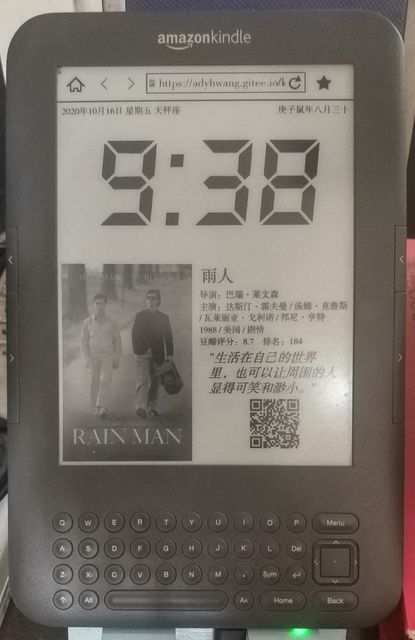 amazonkindle
https://adyhwang.gitee.io/k
2020年10月16日 星期五 天秤座 庚子鼠年八月三十
9:38
雨人
导演：巴瑞·莱文森
主演：达斯汀·霍夫曼 / 汤姆·克鲁斯
/ 瓦莱丽亚·戈利诺 / 邦尼·亨特
1988 / 美国 / 剧情
豆瓣评分：8.7 排名：184
"生活在自己的世界
里，也可以让周围的人
显得可笑和渺小。"
RAIN MAN
Q W E R T Y U I O P Menu
A S D F G H J K L Del
Z X C V B N M . Sym
Alt Aa Home Back